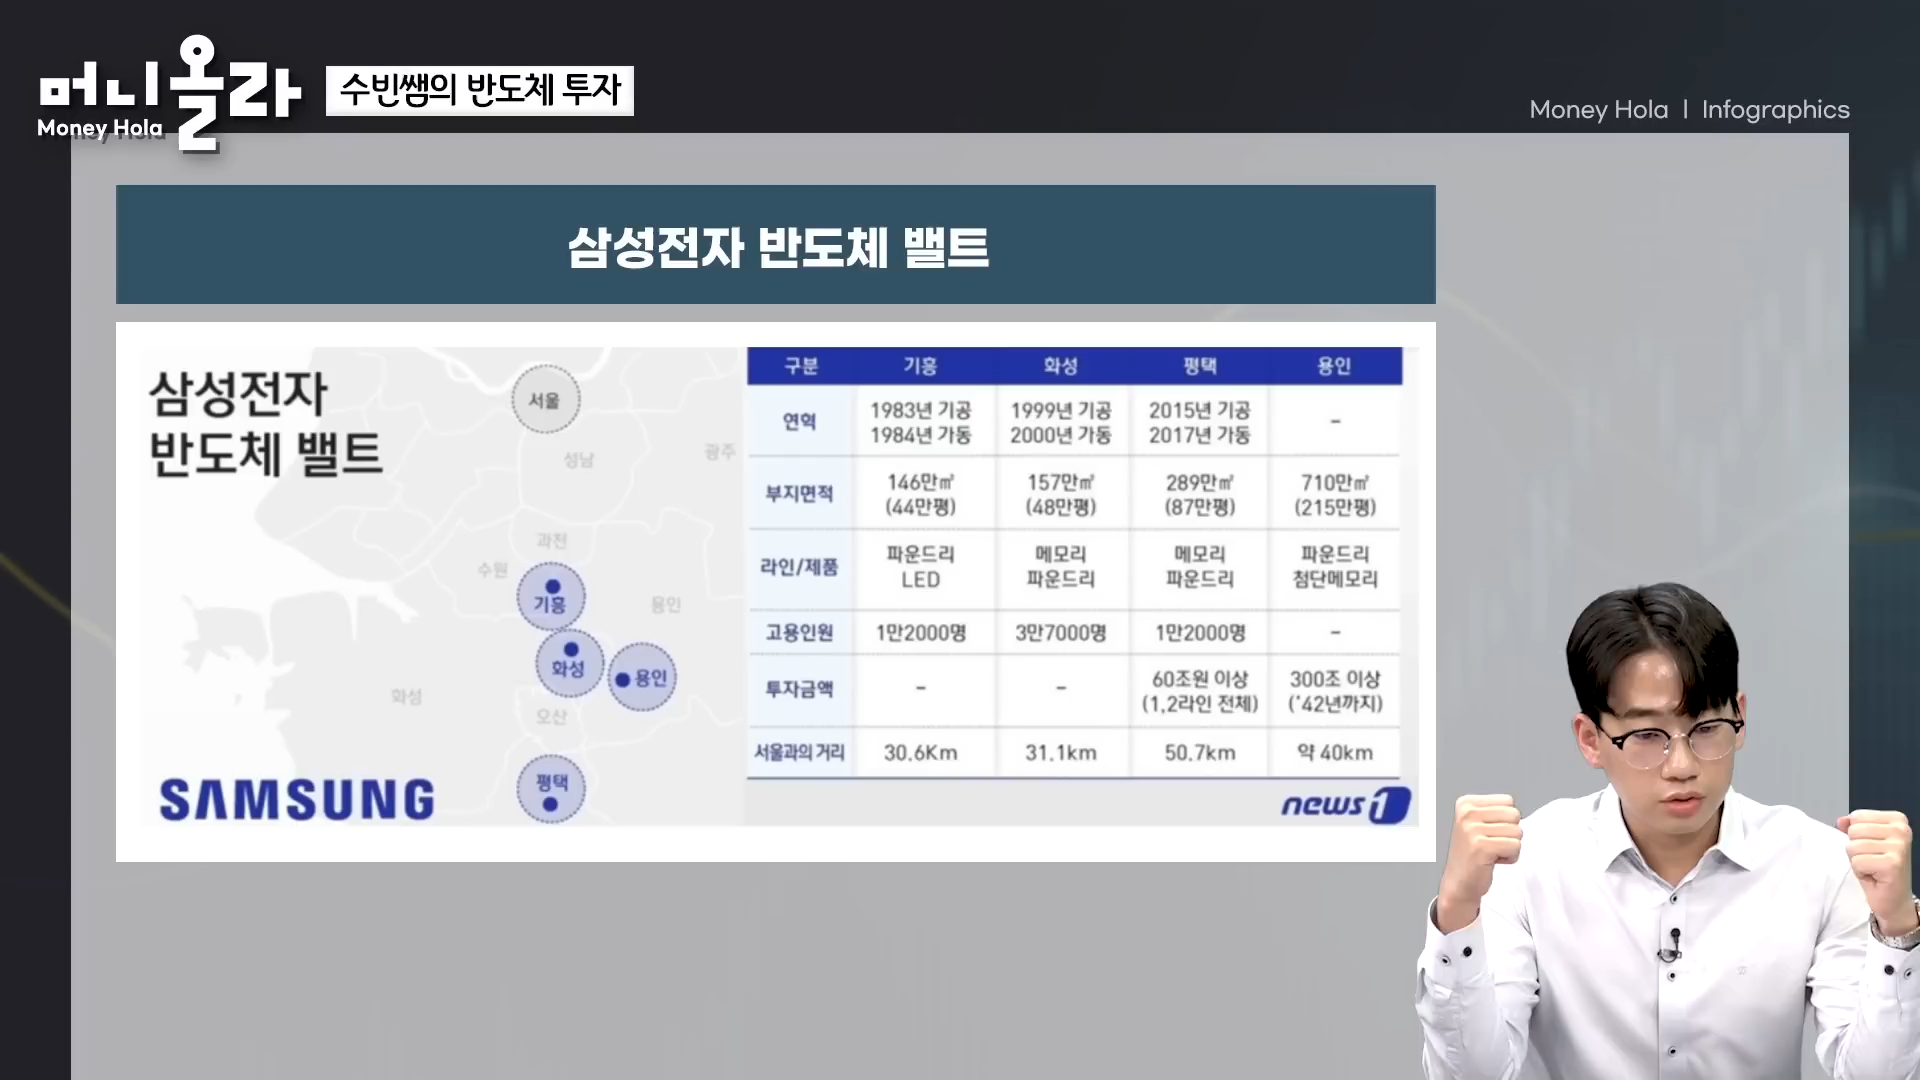 머니올라
Money Hola
수빈쌤의 반도체 투자
Money Hola | Infographics
삼성전자 반도체 밸트
삼성전자
반도체 밸트
서울
성남
광주
과천
수원
기흥
용인
화성
용인
화성
오산
평택
SAMSUNG
구분 기흥 화성 평택 용인
연혁 1983년 기공 1984년 가동 1999년 기공 2000년 가동 2015년 기공 2017년 가동 -
부지면적 146만㎡ (44만평) 157만㎡ (48만평) 289만㎡ (87만평) 710만㎡ (215만평)
라인/제품 파운드리 LED 메모리 파운드리 메모리 파운드리 파운드리 첨단메모리
고용인원 1만2000명 3만7000명 1만2000명 -
투자금액 - - 60조원 이상 (1,2라인 전체) 300조 이상 ('42년까지)
서울과의 거리 30.6Km 31.1km 50.7km 약 40km
news1